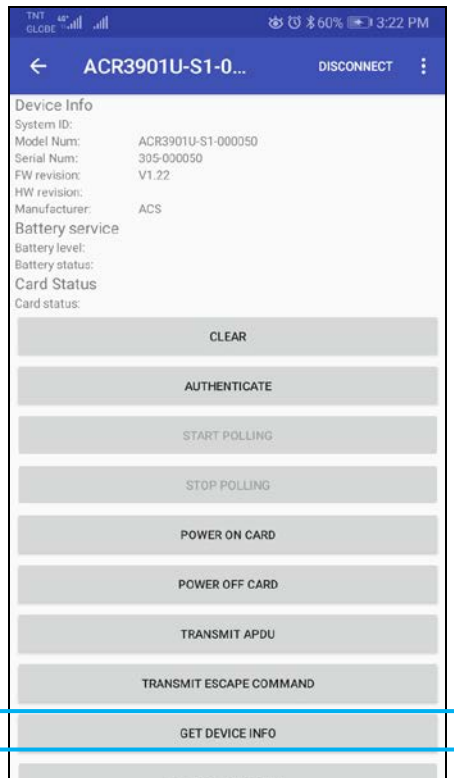 TNT
GLOBE
4G+
60% 3:22 PM
ACR3901U-S1-0...
DISCONNECT
Device Info
System ID:
Model Num: ACR3901U-S1-000050
Serial Num: 305-000050
FW revision: V1.22
HW revision:
Manufacturer: ACS
Battery service
Battery level:
Battery status:
Card Status
Card status:
CLEAR
AUTHENTICATE
START POLLING
STOP POLLING
POWER ON CARD
POWER OFF CARD
TRANSMIT APDU
TRANSMIT ESCAPE COMMAND
GET DEVICE INFO